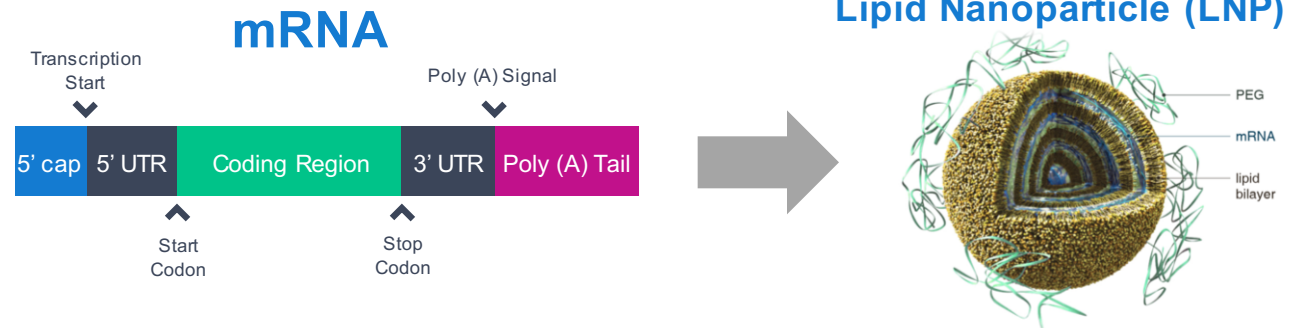 mRNA
Transcription
Start
Poly (A) Signal
5’ cap
5’ UTR
Coding Region
3’ UTR
Poly (A) Tail
Start
Codon
Stop
Codon
Lipid Nanoparticle (LNP)
PEG
mRNA
lipid
bilayer